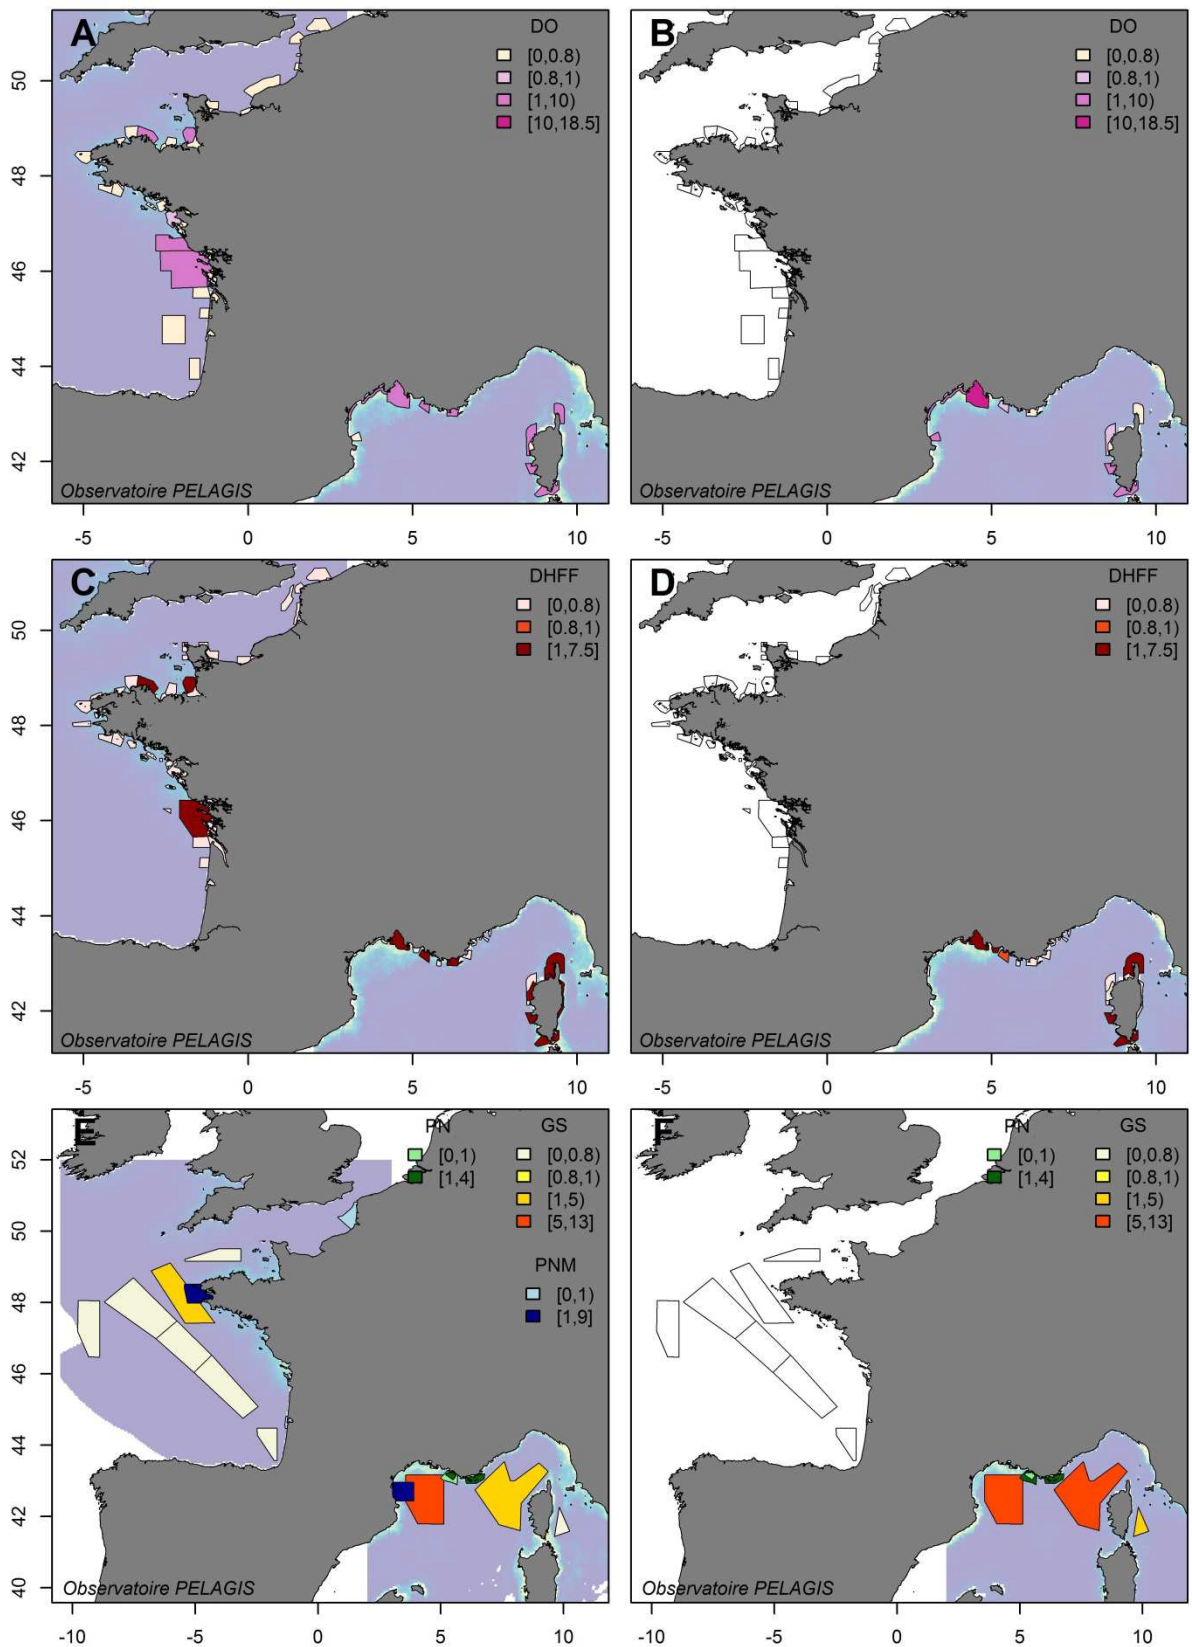 A
DO
[0,0.8)
[0.8,1)
[1,10)
[10,18.5]
50
48
46
44
42
Observatoire PELAGIS
-5 0 5 10
B
DO
[0,0.8)
[0.8,1)
[1,10)
[10,18.5]
Observatoire PELAGIS
-5 0 5 10
C
DHFF
[0,0.8)
[0.8,1)
[1,7.5]
50
48
46
44
42
Observatoire PELAGIS
-5 0 5 10
D
DHFF
[0,0.8)
[0.8,1)
[1,7.5]
Observatoire PELAGIS
-5 0 5 10
E
PN
[0,1)
[1,4]
GS
[0,0.8)
[0.8,1)
[1,5)
[5,13]
PNM
[0,1)
[1,9]
52
50
48
46
44
42
40
Observatoire PELAGIS
-10 -5 0 5 10
F
PN
[0,1)
[1,4]
GS
[0,0.8)
[0.8,1)
[1,5)
[5,13]
Observatoire PELAGIS
-10 -5 0 5 10